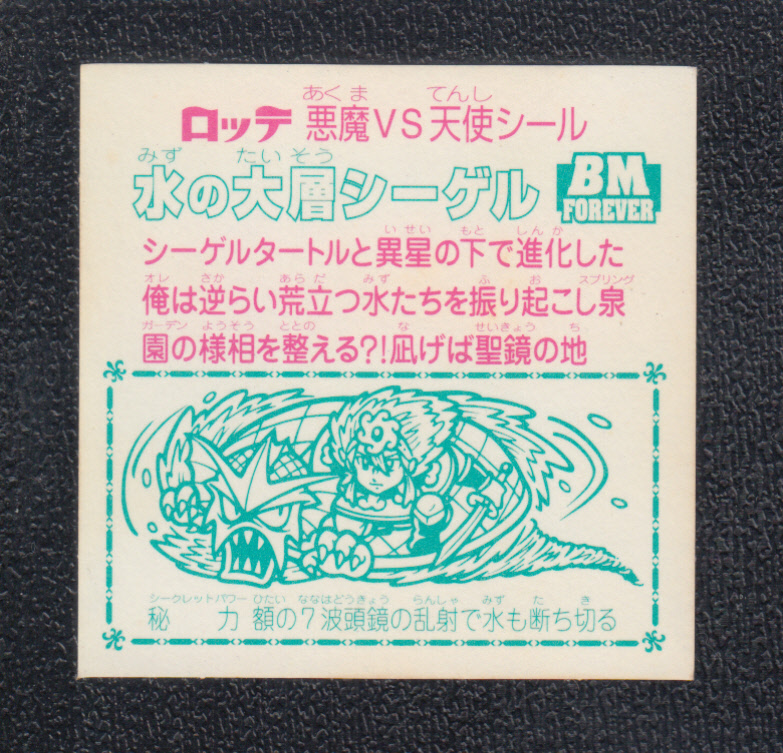 あくま てんし
ロッテ 悪魔VS天使シール
みず たいそう
水の大層シーゲル BM FOREVER
いせい もと しんか
シーゲルタートルと異星の下で進化した
オレ さか あらだ みず ふ お スプリング
俺は逆らい荒立つ水たちを振り起こし泉
ガーデン ようそう ととの な せいきょう ち
園の様相を整える?!凪げば聖鏡の地
シークレットパワー ひたい ななはどうきょう らんしゃ みず た き
秘力 額の7波頭鏡の乱射で水も断ち切る